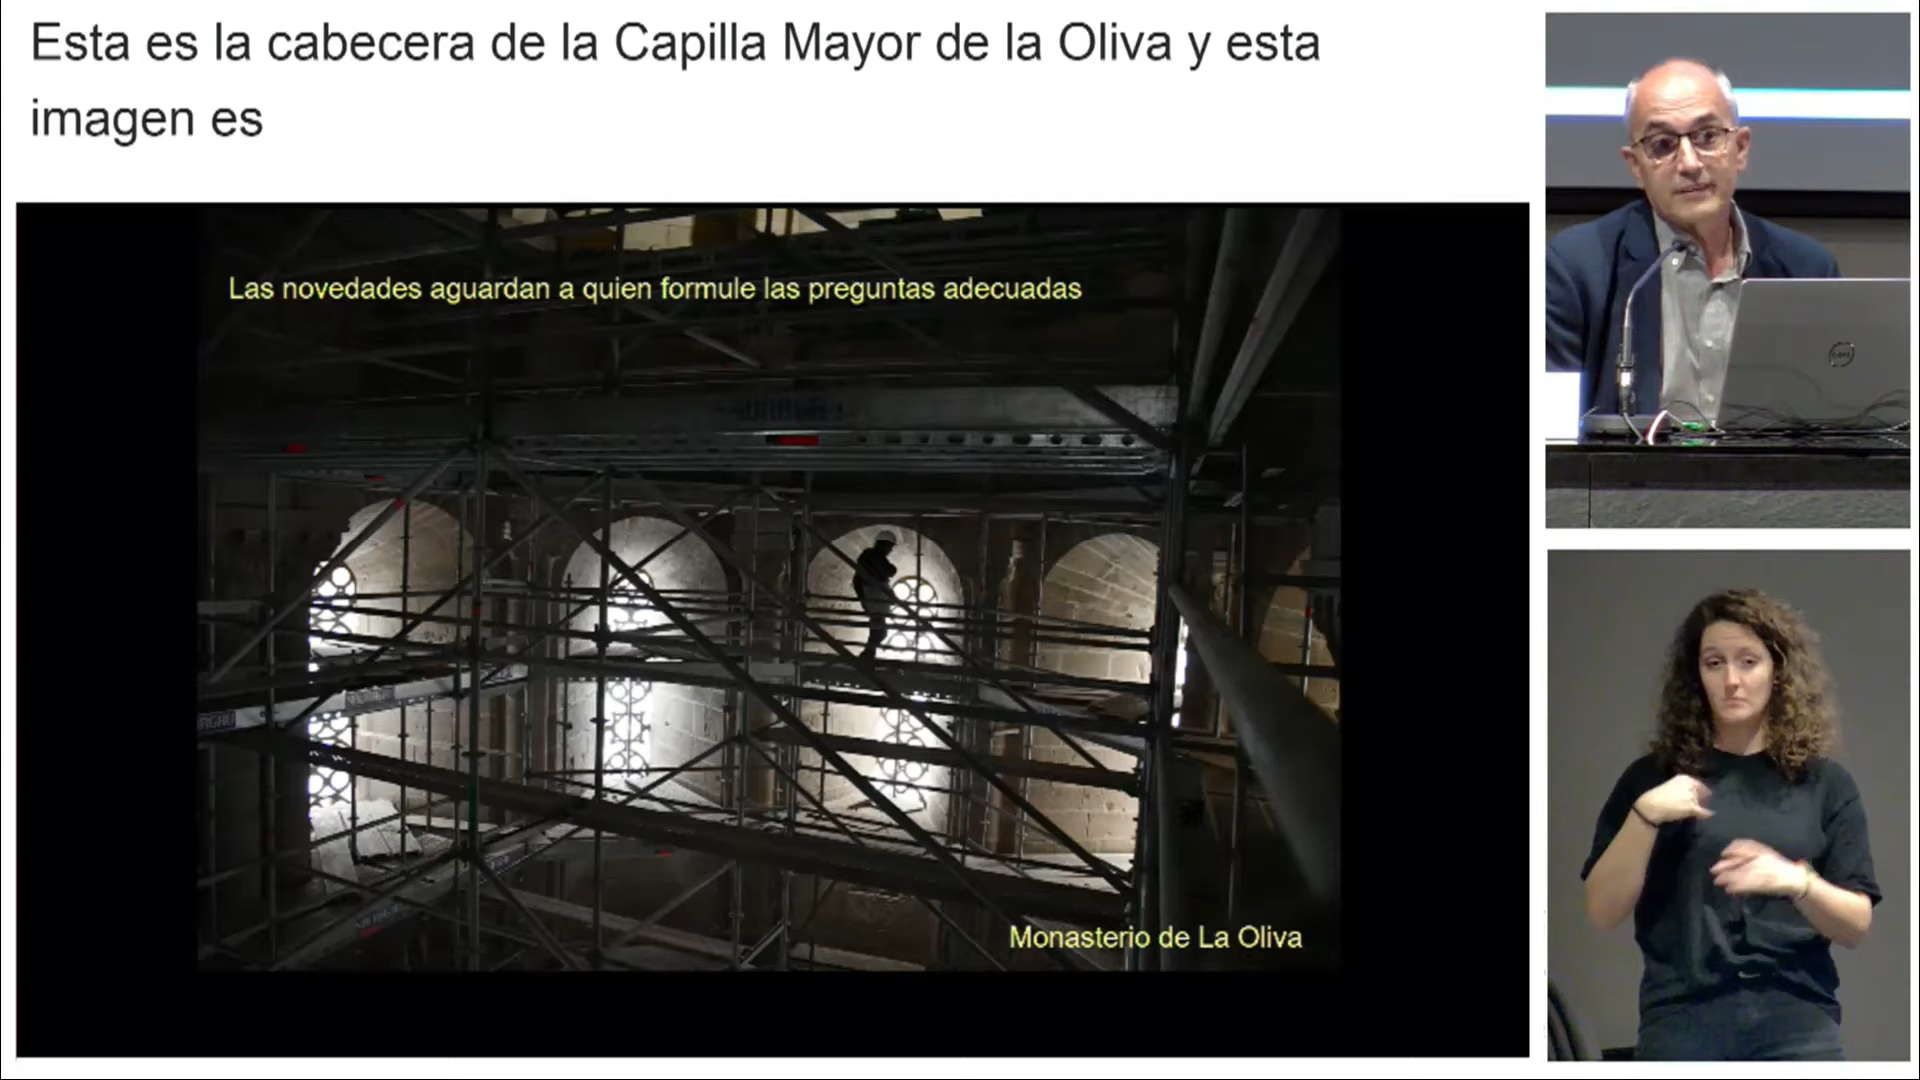 Esta es la cabecera de la Capilla Mayor de la Oliva y esta
imagen es
Las novedades aguardan a quien formule las preguntas adecuadas
Monasterio de La Oliva
DELL